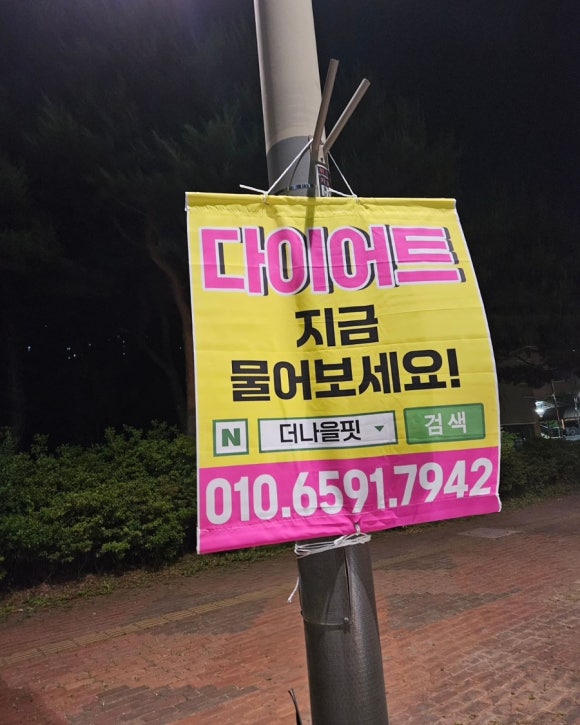 다이어트
지금
물어보세요!
N 더나을핏 검색
010.6591.7942